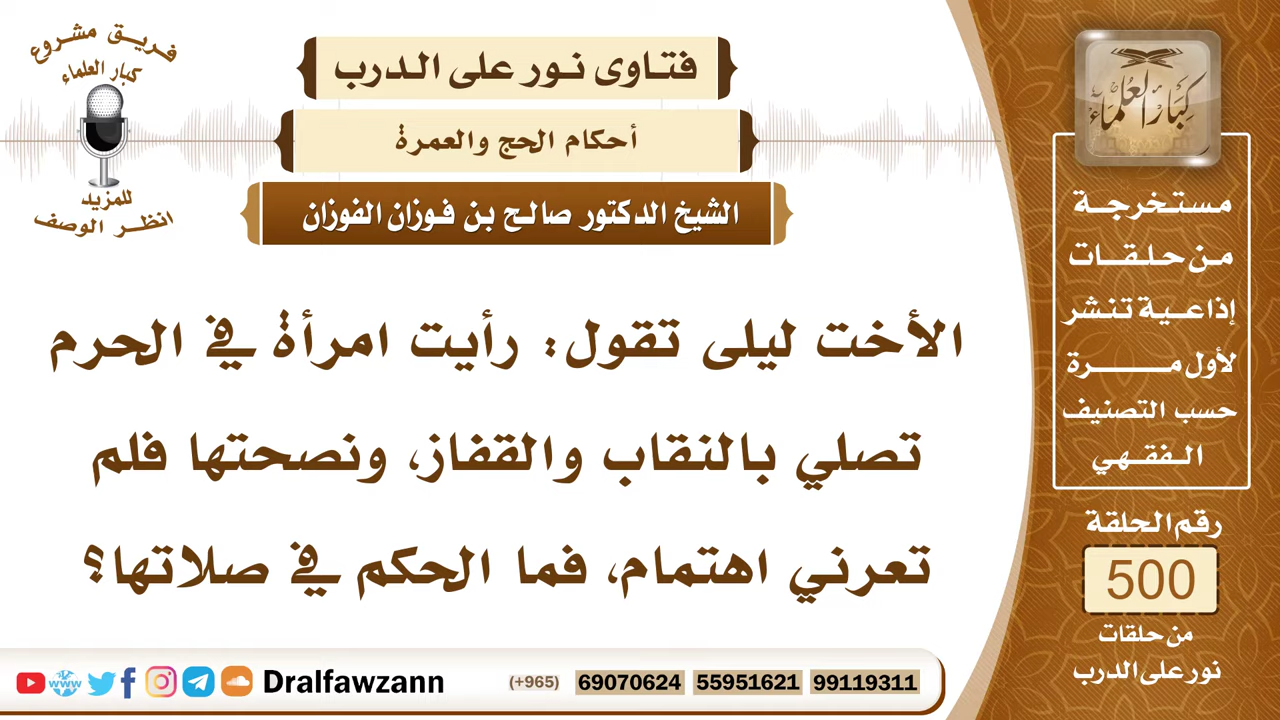 فريق مشروع
كبار العلماء
للمزيد
انظر الوصف
فتاوى نور على الدرب
أحكام الحج والعمرة
الشيخ الدكتور صالح بن فوزان الفوزان
الأخت ليلى تقول: رأيت امرأة في الحرم
تصلي بالنقاب والقفاز، ونصحتها فلم
تعرني اهتمام، فما الحكم في صلاتها؟
كبار العلماء
مستخرجة
من حلقات
إذاعية تنشر
لأول مرة
حسب التصنيف
الفقهي
رقم الحلقة
500
من حلقات
نور على الدرب
www Dralfawzann (+965) 69070624 55951621 99119311